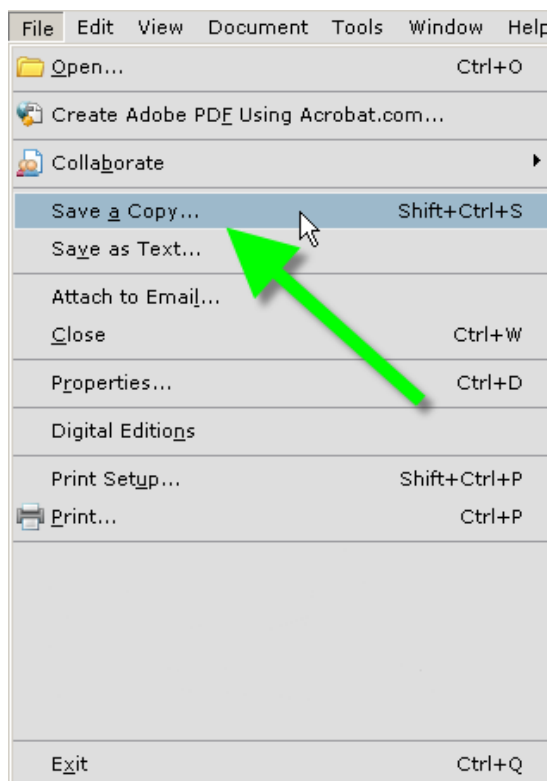 File Edit View Document Tools Window Help
Open... Ctrl+O
Create Adobe PDF Using Acrobat.com...
Collaborate
Save a Copy... Shift+Ctrl+S
Save as Text...
Attach to Email...
Close Ctrl+W
Properties... Ctrl+D
Digital Editions
Print Setup... Shift+Ctrl+P
Print... Ctrl+P
Exit Ctrl+Q